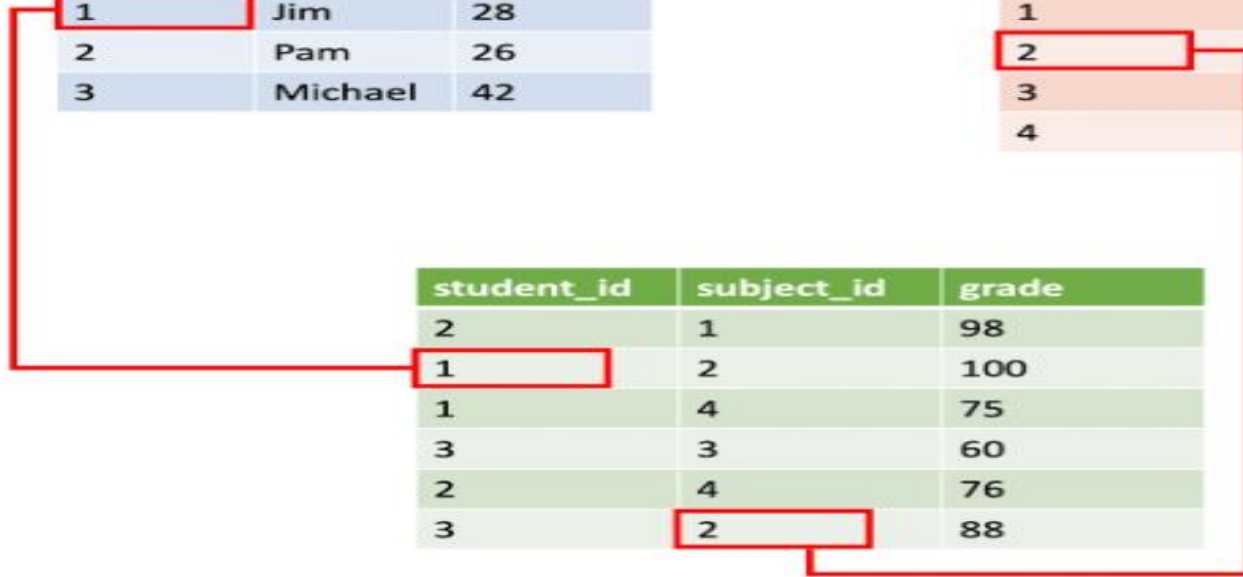 1 Jim 28
2 Pam 26
3 Michael 42
1
2
3
4
student_id subject_id grade
2 1 98
1 2 100
1 4 75
3 3 60
2 4 76
3 2 88